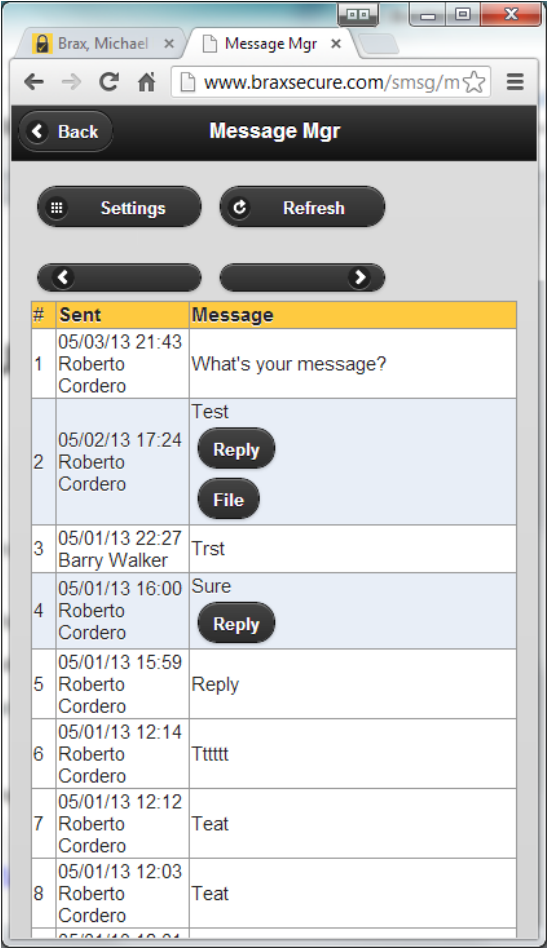 Brax, Michael
Message Mgr
www.braxsecure.com/smsg/m
Back
Message Mgr
Settings
Refresh
# Sent Message
1 05/03/13 21:43 Roberto Cordero What's your message?
2 05/02/13 17:24 Roberto Cordero Test
Reply
File
3 05/01/13 22:27 Barry Walker Trst
4 05/01/13 16:00 Roberto Cordero Sure
Reply
5 05/01/13 15:59 Roberto Cordero Reply
6 05/01/13 12:14 Roberto Cordero Tttttt
7 05/01/13 12:12 Roberto Cordero Teat
8 05/01/13 12:03 Roberto Cordero Teat